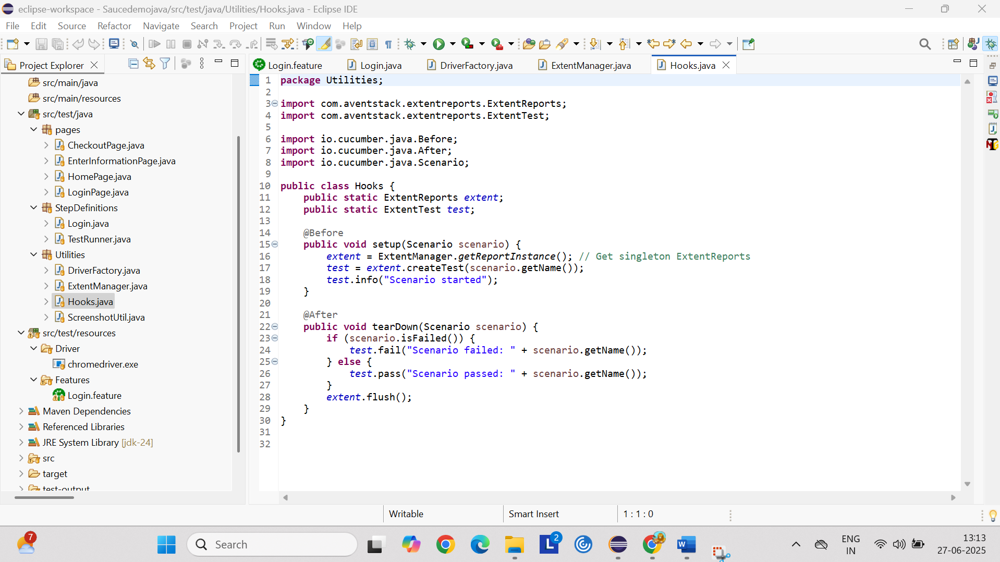 eclipse-workspace - Saucedemojava/src/test/java/Utilities/Hooks.java - Eclipse IDE
File Edit Source Refactor Navigate Search Project Run Window Help
Project Explorer
src/main/java
src/main/resources
src/test/java
pages
CheckoutPage.java
EnterInformationPage.java
HomePage.java
LoginPage.java
StepDefinitions
Login.java
TestRunner.java
Utilities
DriverFactory.java
ExtentManager.java
Hooks.java
ScreenshotUtil.java
src/test/resources
Driver
chromedriver.exe
Features
Login.feature
Maven Dependencies
Referenced Libraries
JRE System Library [jdk-24]
src
target
test-output
Login.feature Login.java DriverFactory.java ExtentManager.java Hooks.java
1 package Utilities;
2
3 import com.aventstack.extentreports.ExtentReports;
4 import com.aventstack.extentreports.ExtentTest;
5
6 import io.cucumber.java.Before;
7 import io.cucumber.java.After;
8 import io.cucumber.java.Scenario;
9
10 public class Hooks {
11     public static ExtentReports extent;
12     public static ExtentTest test;
13
14     @Before
15     public void setup(Scenario scenario) {
16         extent = ExtentManager.getReportInstance(); // Get singleton ExtentReports
17         test = extent.createTest(scenario.getName());
18         test.info("Scenario started");
19     }
20
21     @After
22     public void tearDown(Scenario scenario) {
23         if (scenario.isFailed()) {
24             test.fail("Scenario failed: " + scenario.getName());
25         } else {
26             test.pass("Scenario passed: " + scenario.getName());
27         }
28         extent.flush();
29     }
30 }
31
32
Writable Smart Insert 1 : 1 : 0
7
Search
2
ENG
IN
13:13
27-06-2025